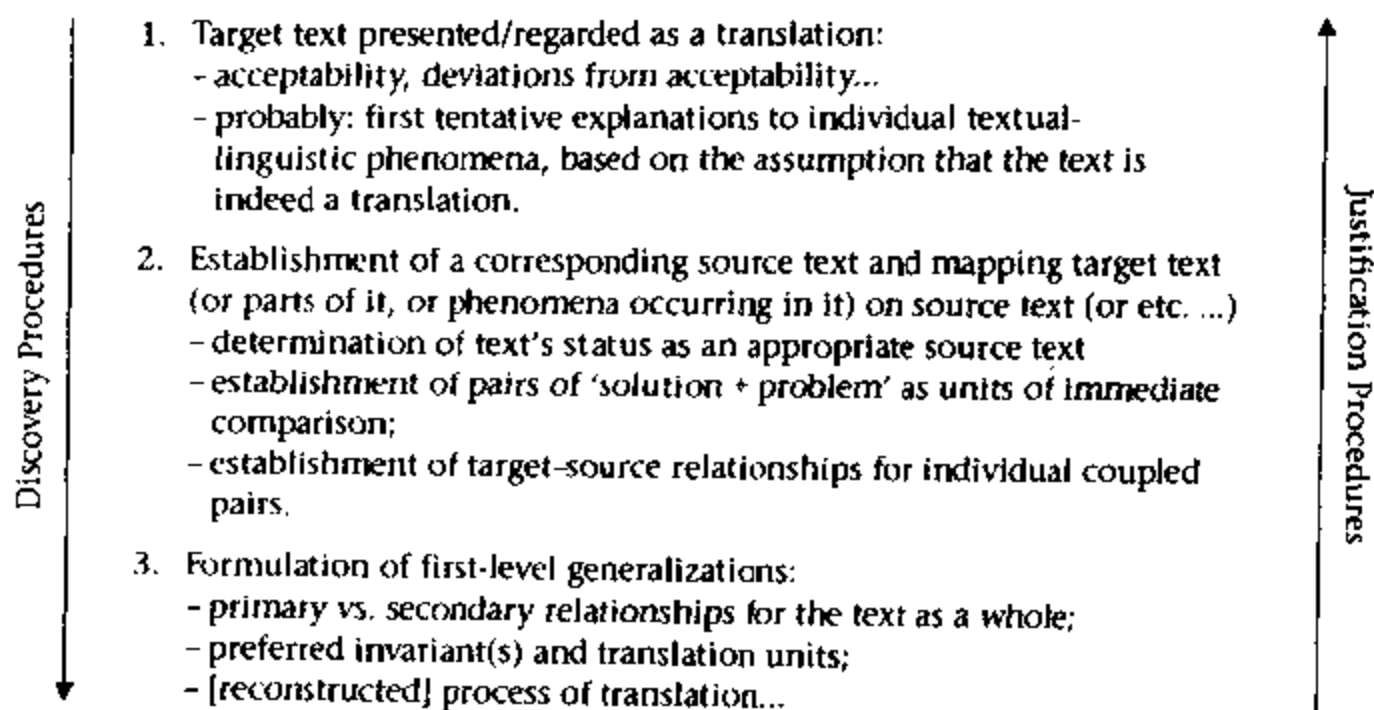 Discovery Procedures
1. Target text presented/regarded as a translation:
- acceptability, deviations from acceptability...
- probably: first tentative explanations to individual textual-
linguistic phenomena, based on the assumption that the text is
indeed a translation.
2. Establishment of a corresponding source text and mapping target text
(or parts of it, or phenomena occurring in it) on source text (or etc. ...)
- determination of text's status as an appropriate source text
- establishment of pairs of 'solution + problem' as units of immediate
comparison;
- establishment of target–source relationships for individual coupled
pairs.
3. Formulation of first-level generalizations:
- primary vs. secondary relationships for the text as a whole;
- preferred invariant(s) and translation units;
- [reconstructed] process of translation...
Justification Procedures